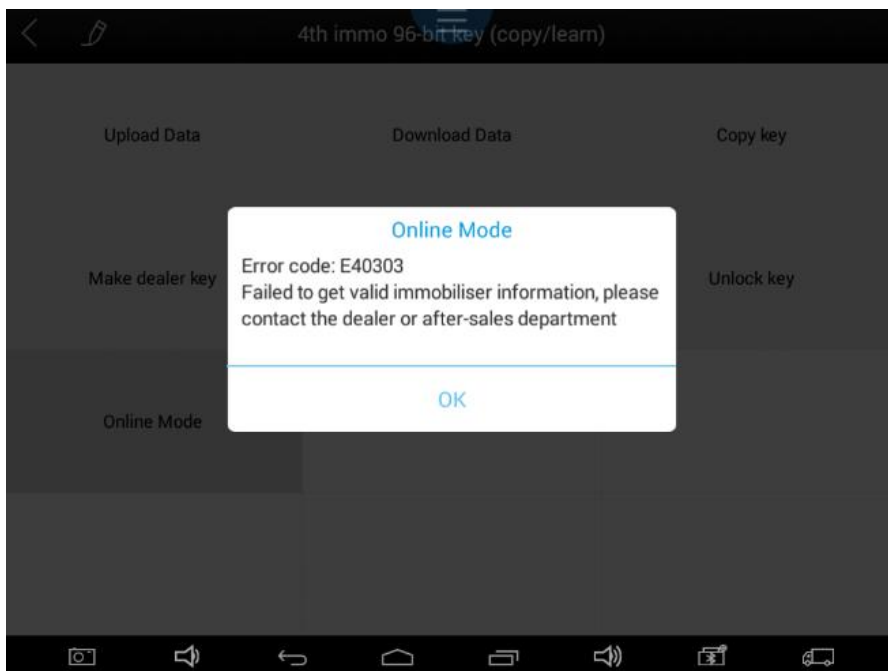 4th immo 96-bit key (copy/learn)
Upload Data
Download Data
Copy key
Online Mode
Error code: E40303
Failed to get valid immobiliser information, please
contact the dealer or after-sales department
OK
Make dealer key
Unlock key
Online Mode